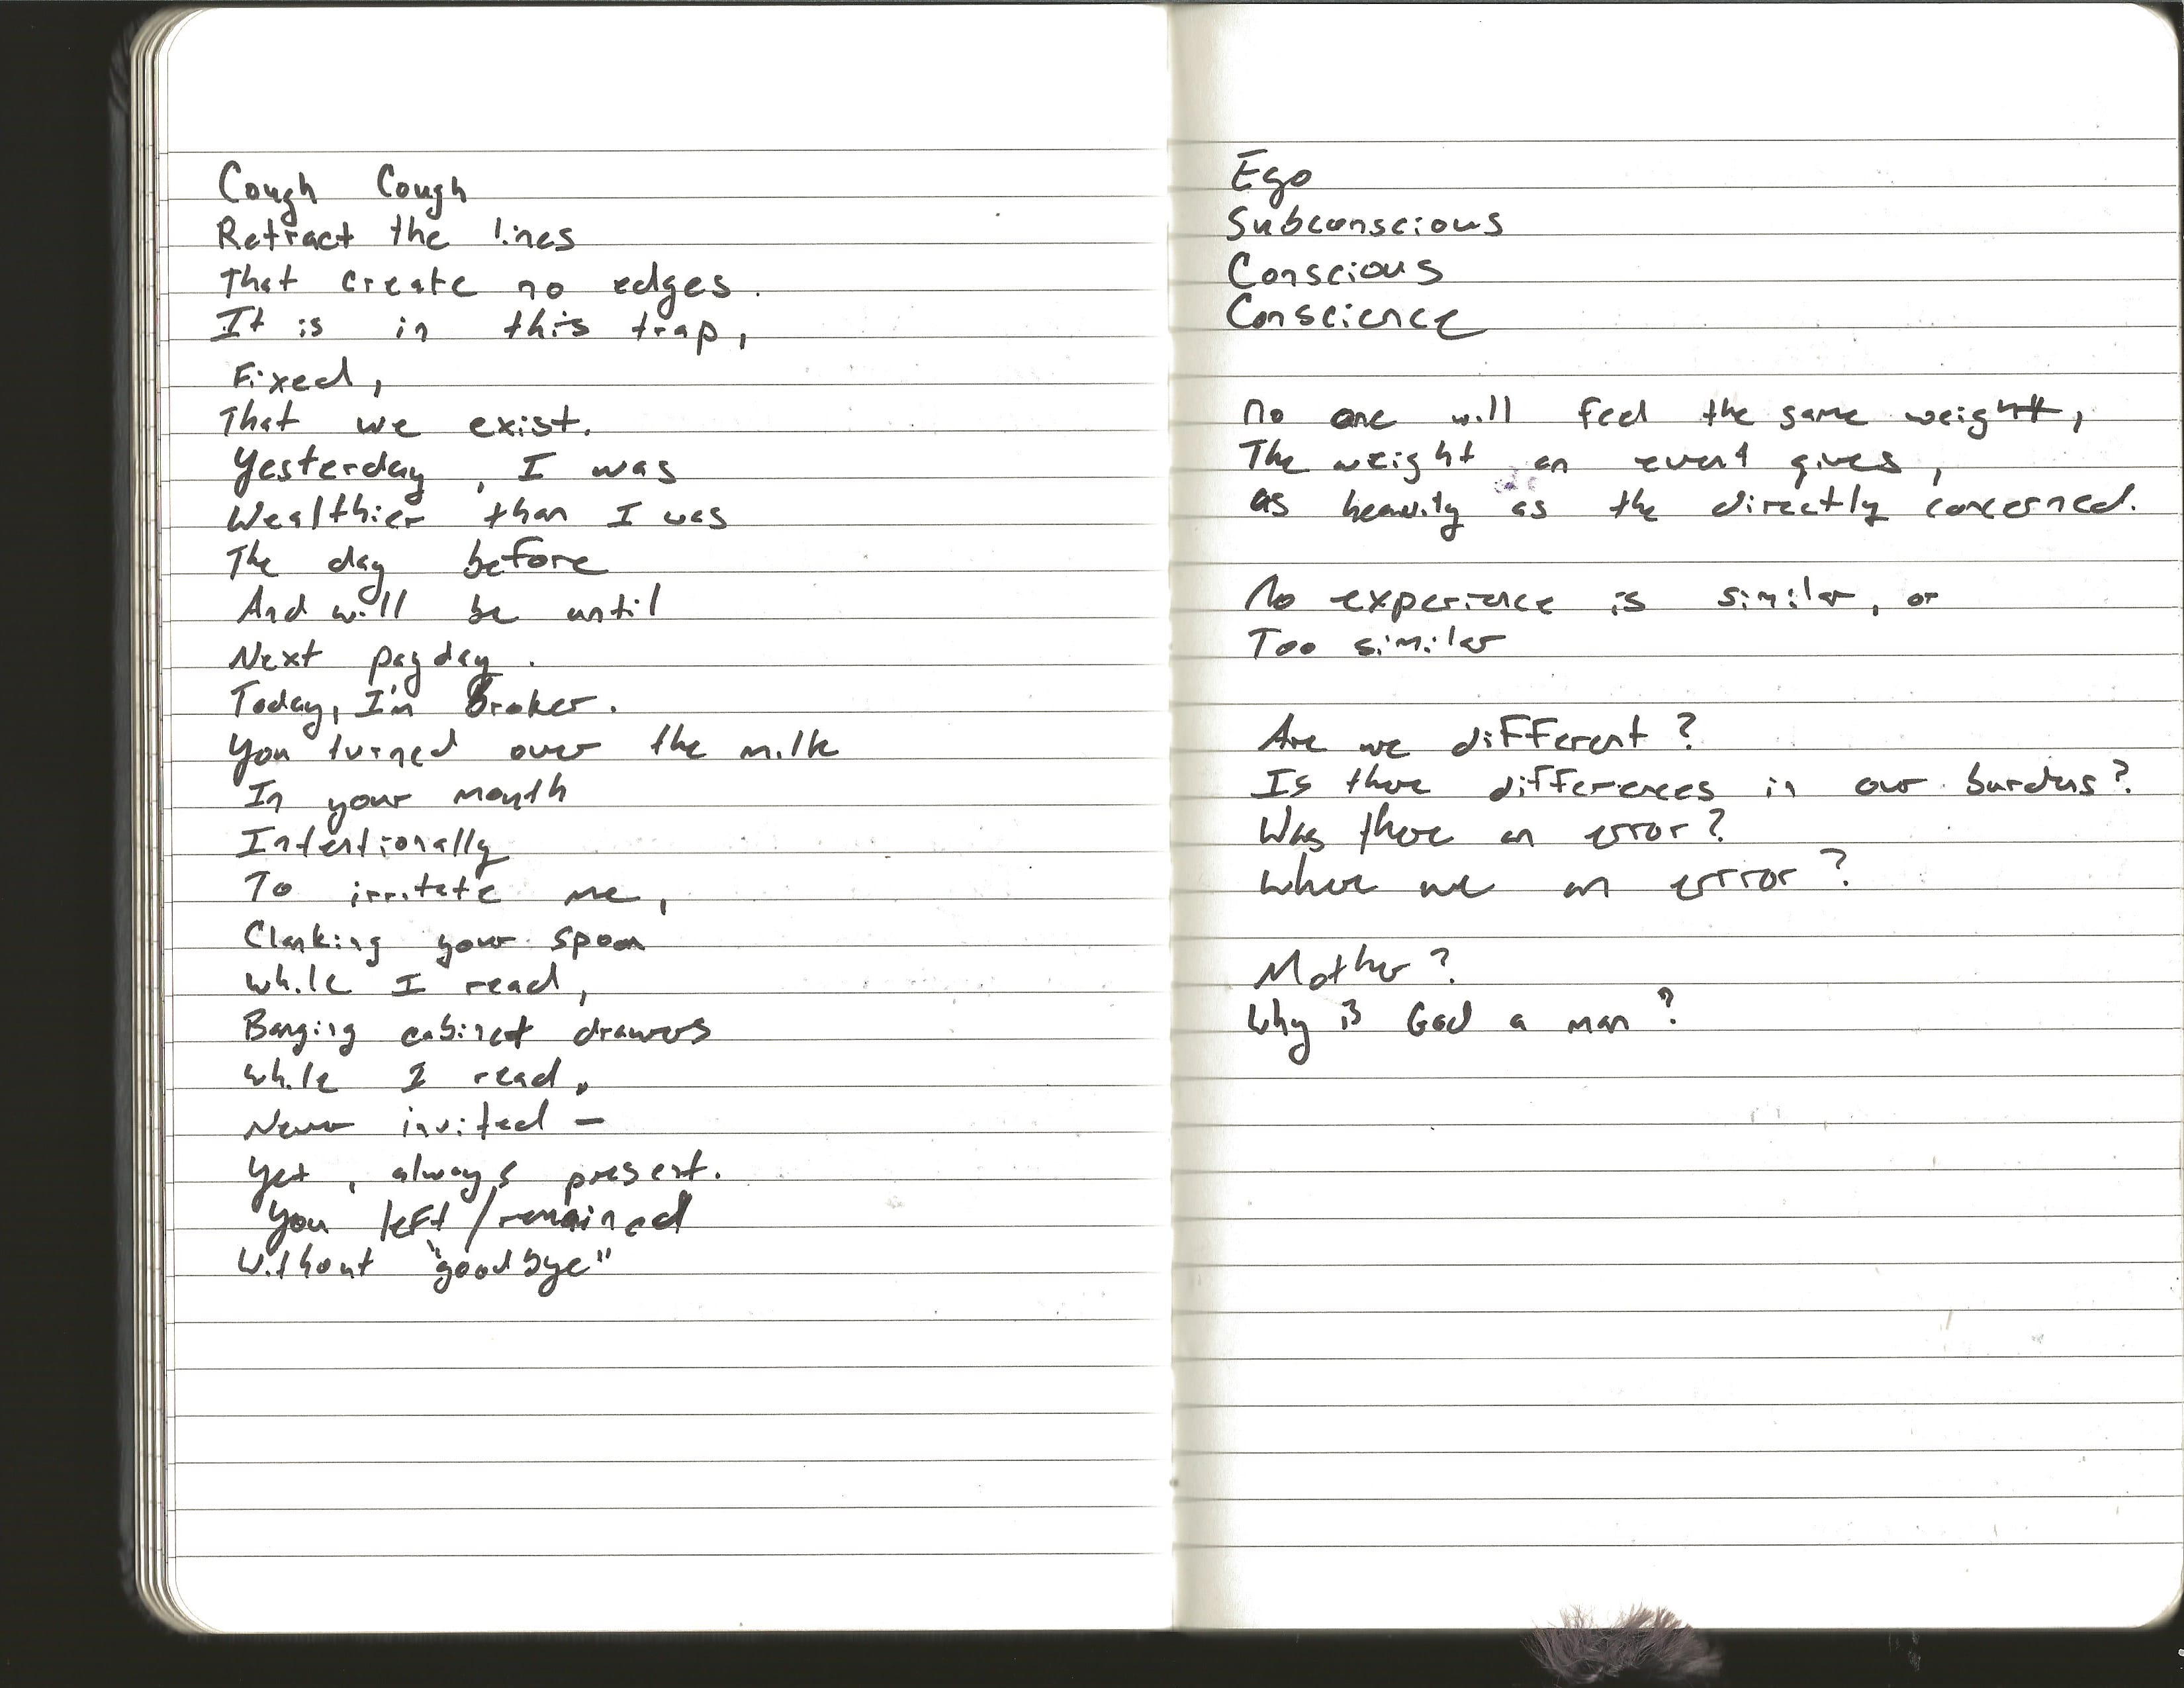 Cough Cough
Retract the lines
That create no edges.
It is in this trap,
Fixed,
That we exist.
Yesterday, I was
Wealthier than I was
The day before
And will be until
Next payday.
Today, I'm Broker.
You turned over the milk
In your mouth
Intentionally
To irritate me,
Clanking your spoon
while I read,
Banging cabinet drawers
while I read.
Never invited -
Yet, always present.
You left/remained
Without "goodbye"
Ego
Subconscious
Conscious
Conscience
no one will feel the same weight,
The weight an event gives,
as heavily as the directly concerned.
No experience is similar, or
Too similar
Are we different?
Is there differences in our burdens?
Was there an error?
Where we an error?
Mother?
Why is God a man?